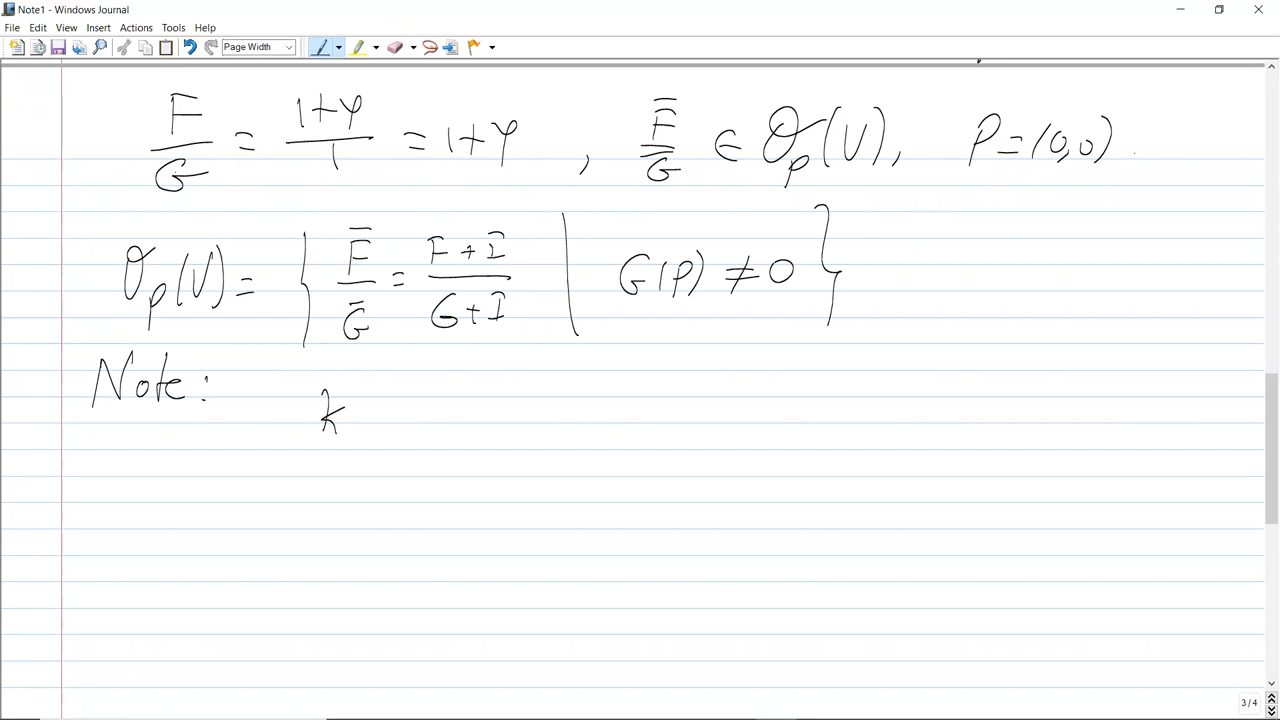 Note1 - Windows Journal
File Edit View Insert Actions Tools Help
Page Width
F/G = (1+Y)/1 = 1+Y , F̄/Ḡ ∈ 𝒪_P(V), P=(0,0)
𝒪_P(V) = { F̄/Ḡ = (F+I)/(G+I) | G(P) ≠ 0 }
Note: k
3/4